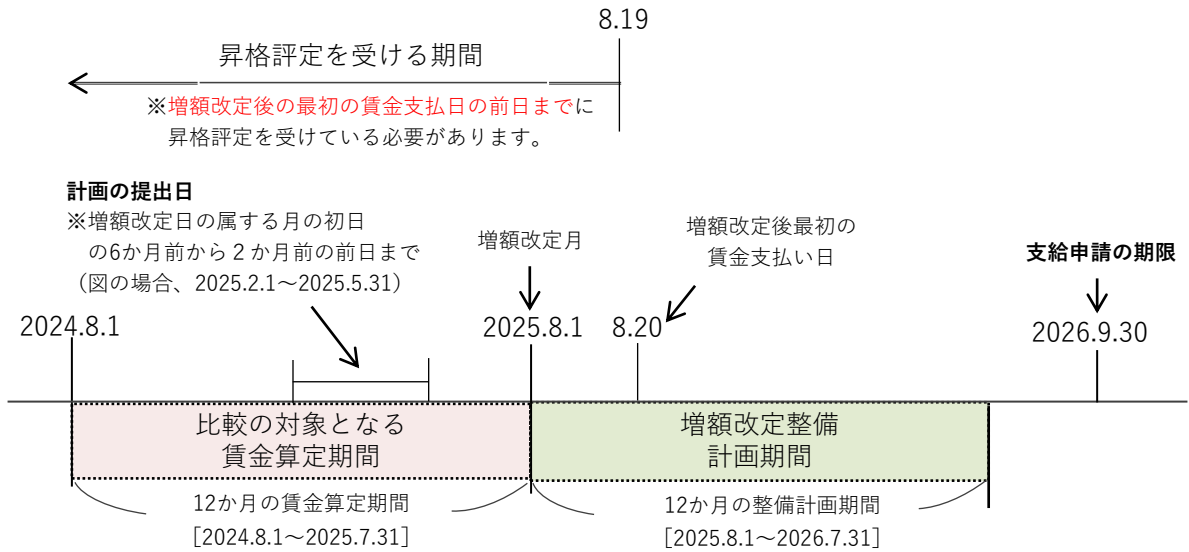 8.19
昇格評定を受ける期間
※増額改定後の最初の賃金支払日の前日までに
昇格評定を受けている必要があります。
計画の提出日
※増額改定日の属する月の初日
の6か月前から２か月前の前日まで
（図の場合、2025.2.1～2025.5.31）
増額改定月
増額改定後最初の
賃金支払い日
支給申請の期限
2024.8.1
2025.8.1
8.20
2026.9.30
比較の対象となる
賃金算定期間
増額改定整備
計画期間
12か月の賃金算定期間
［2024.8.1～2025.7.31］
12か月の整備計画期間
［2025.8.1～2026.7.31］